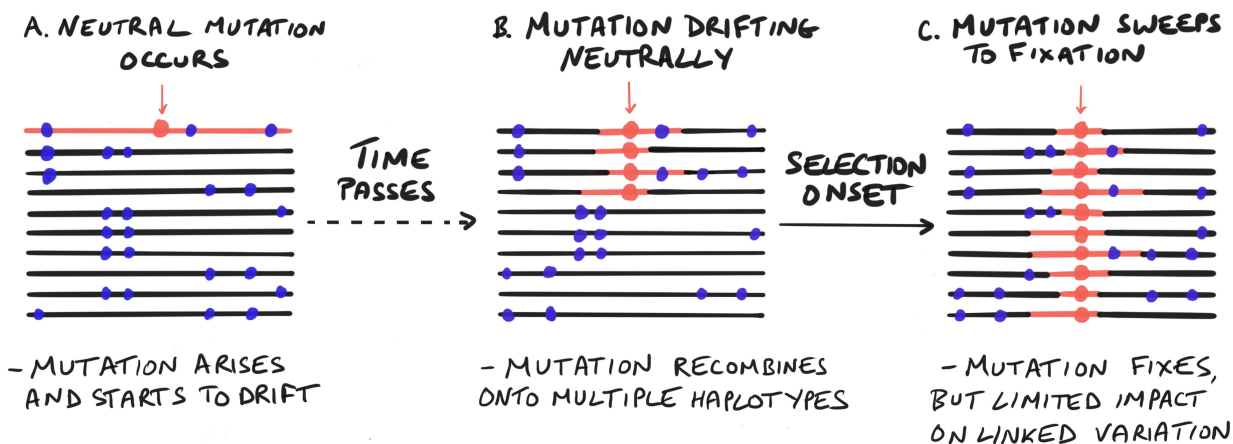 A. NEUTRAL MUTATION
OCCURS
B. MUTATION DRIFTING
NEUTRALLY
C. MUTATION SWEEPS
TO FIXATION
TIME
PASSES
SELECTION
ONSET
- MUTATION ARISES
AND STARTS TO DRIFT
- MUTATION RECOMBINES
ONTO MULTIPLE HAPLOTYPES
- MUTATION FIXES,
BUT LIMITED IMPACT
ON LINKED VARIATION